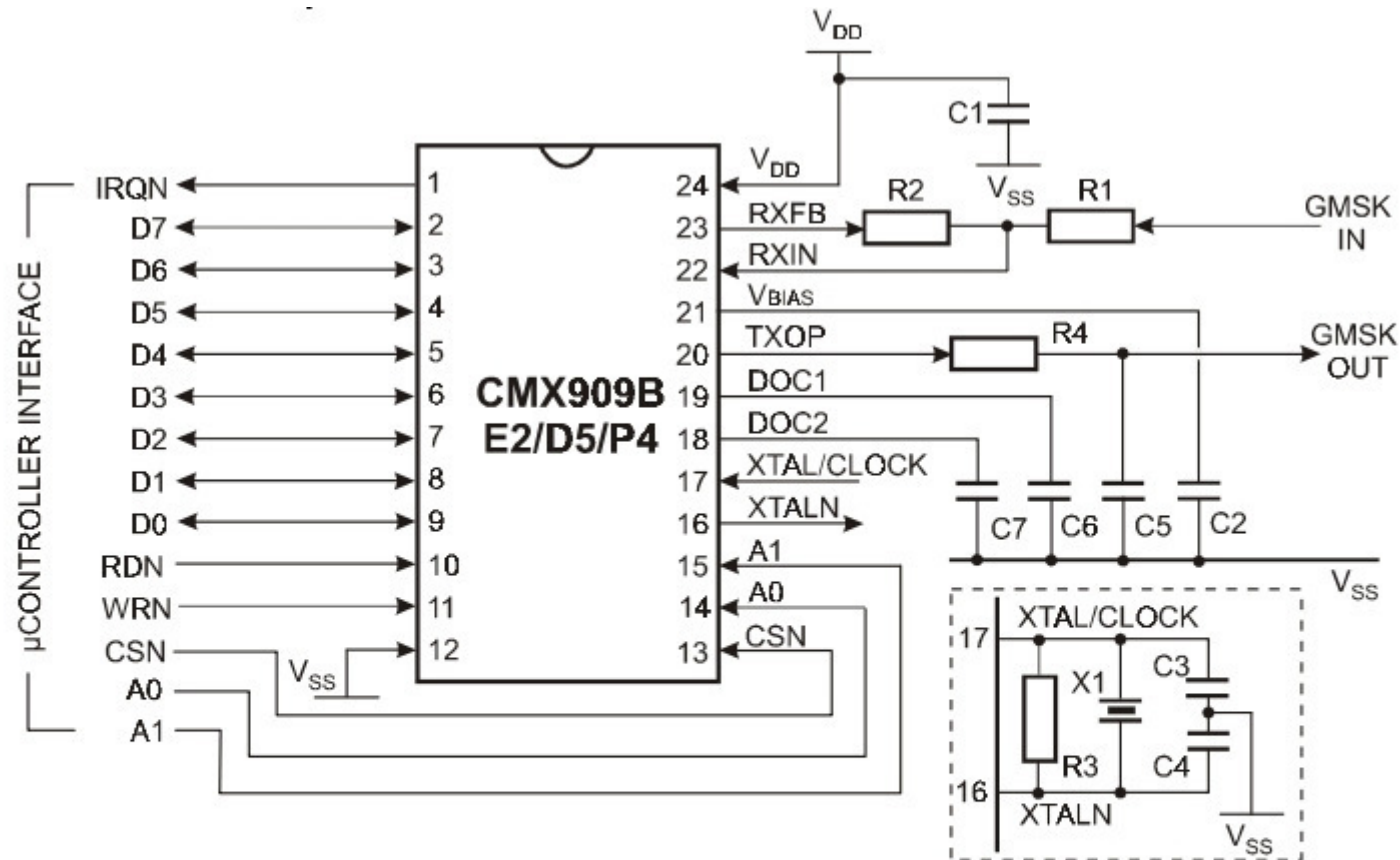 VDD
C1
VSS
VDD
R2
R1
GMSK
IN
IRQN
1
24
D7
2
23
RXFB
D6
3
22
RXIN
D5
4
21
VBIAS
D4
5
20
TXOP
R4
GMSK
OUT
D3
6
19
DOC1
D2
7
18
DOC2
D1
8
17
XTAL/CLOCK
D0
9
16
XTALN
RDN
10
15
A1
WRN
11
14
A0
CSN
12
13
CSN
VSS
A0
A1
µCONTROLLER INTERFACE
CMX909B
E2/D5/P4
C7
C6
C5
C2
VSS
17
XTAL/CLOCK
X1
C3
R3
C4
16
XTALN
VSS